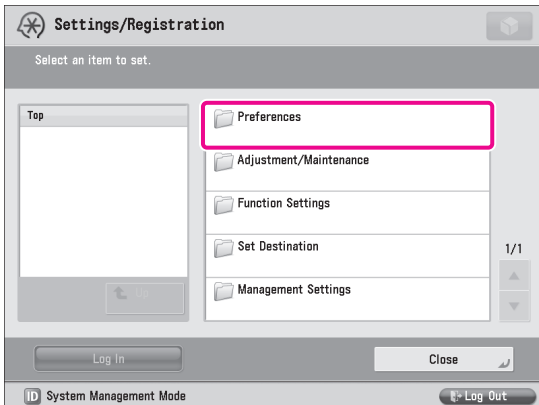 Settings/Registration
Select an item to set.
Top
Preferences
Adjustment/Maintenance
Function Settings
Set Destination
1/1
Up
Management Settings
Log In
Close
ID System Management Mode
Log Out